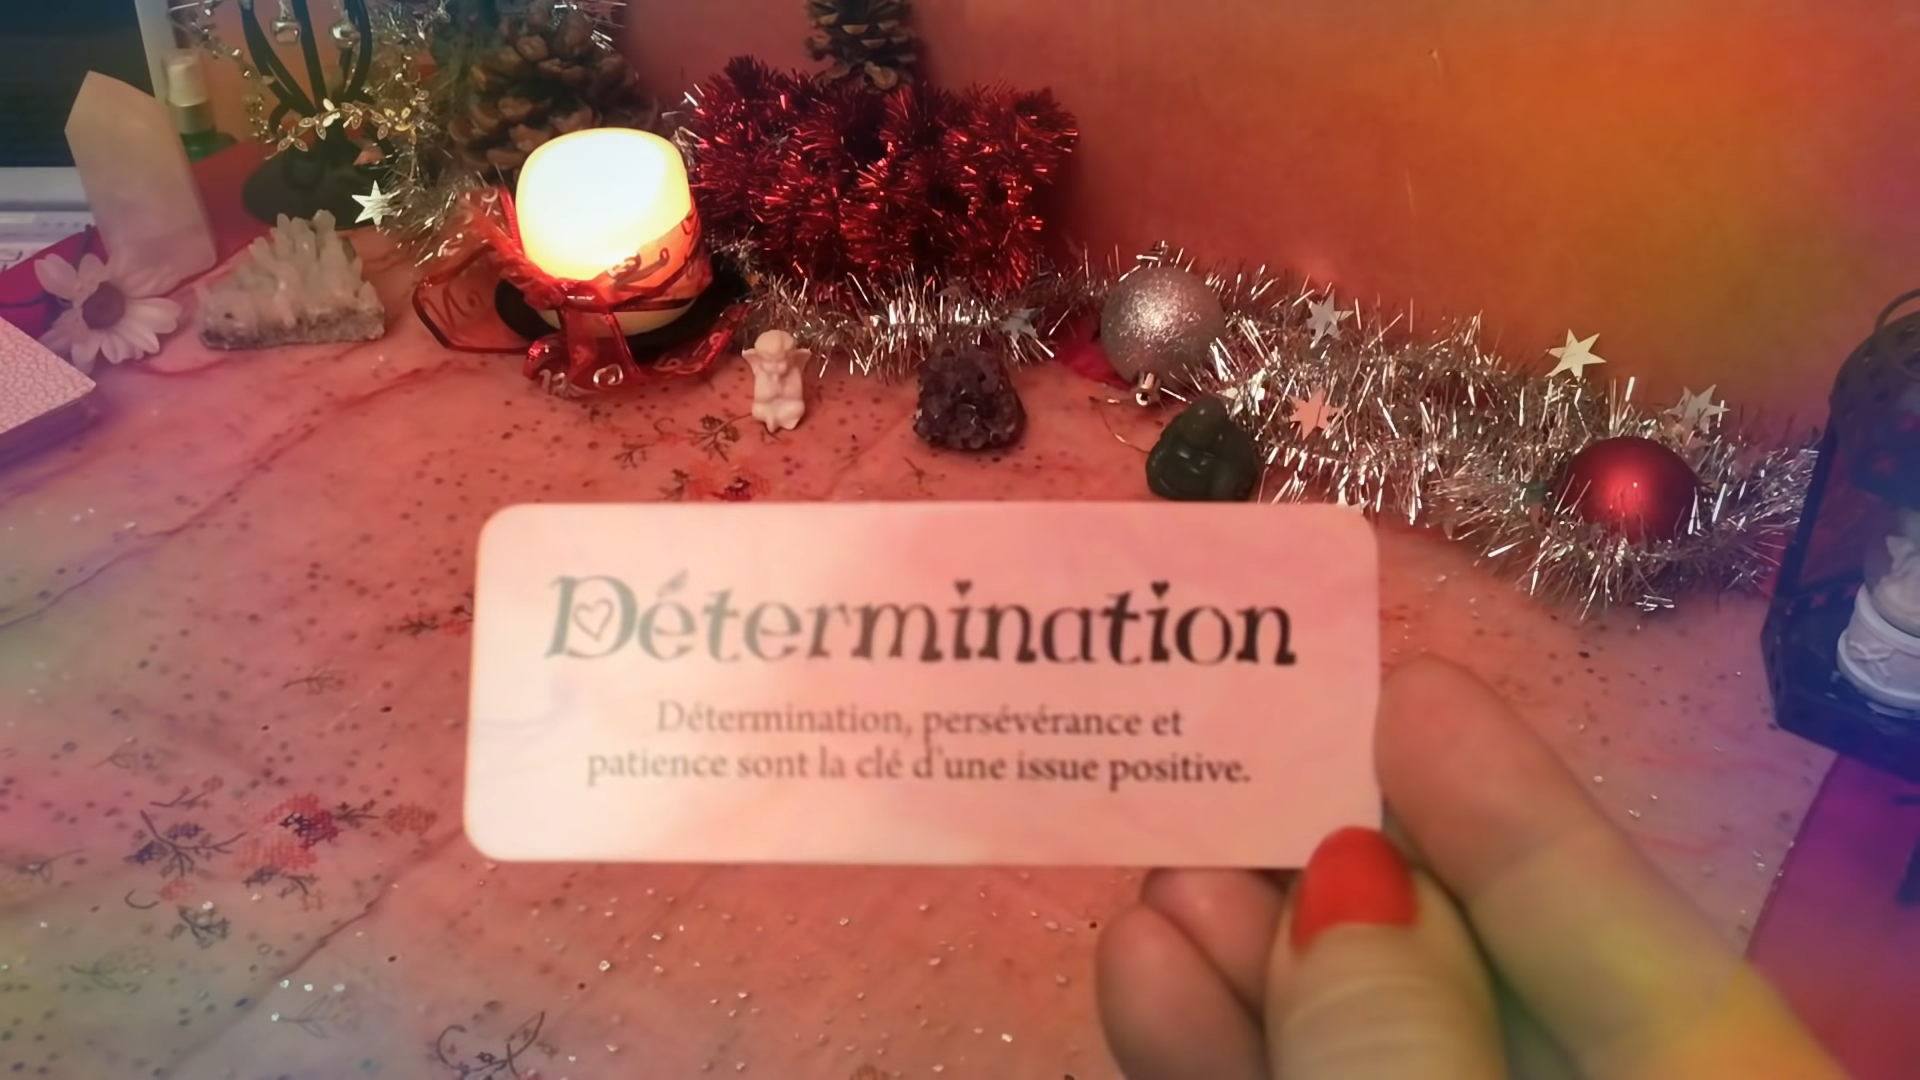 Détermination
Détermination, persévérance et
patience sont la clé d'une issue positive.